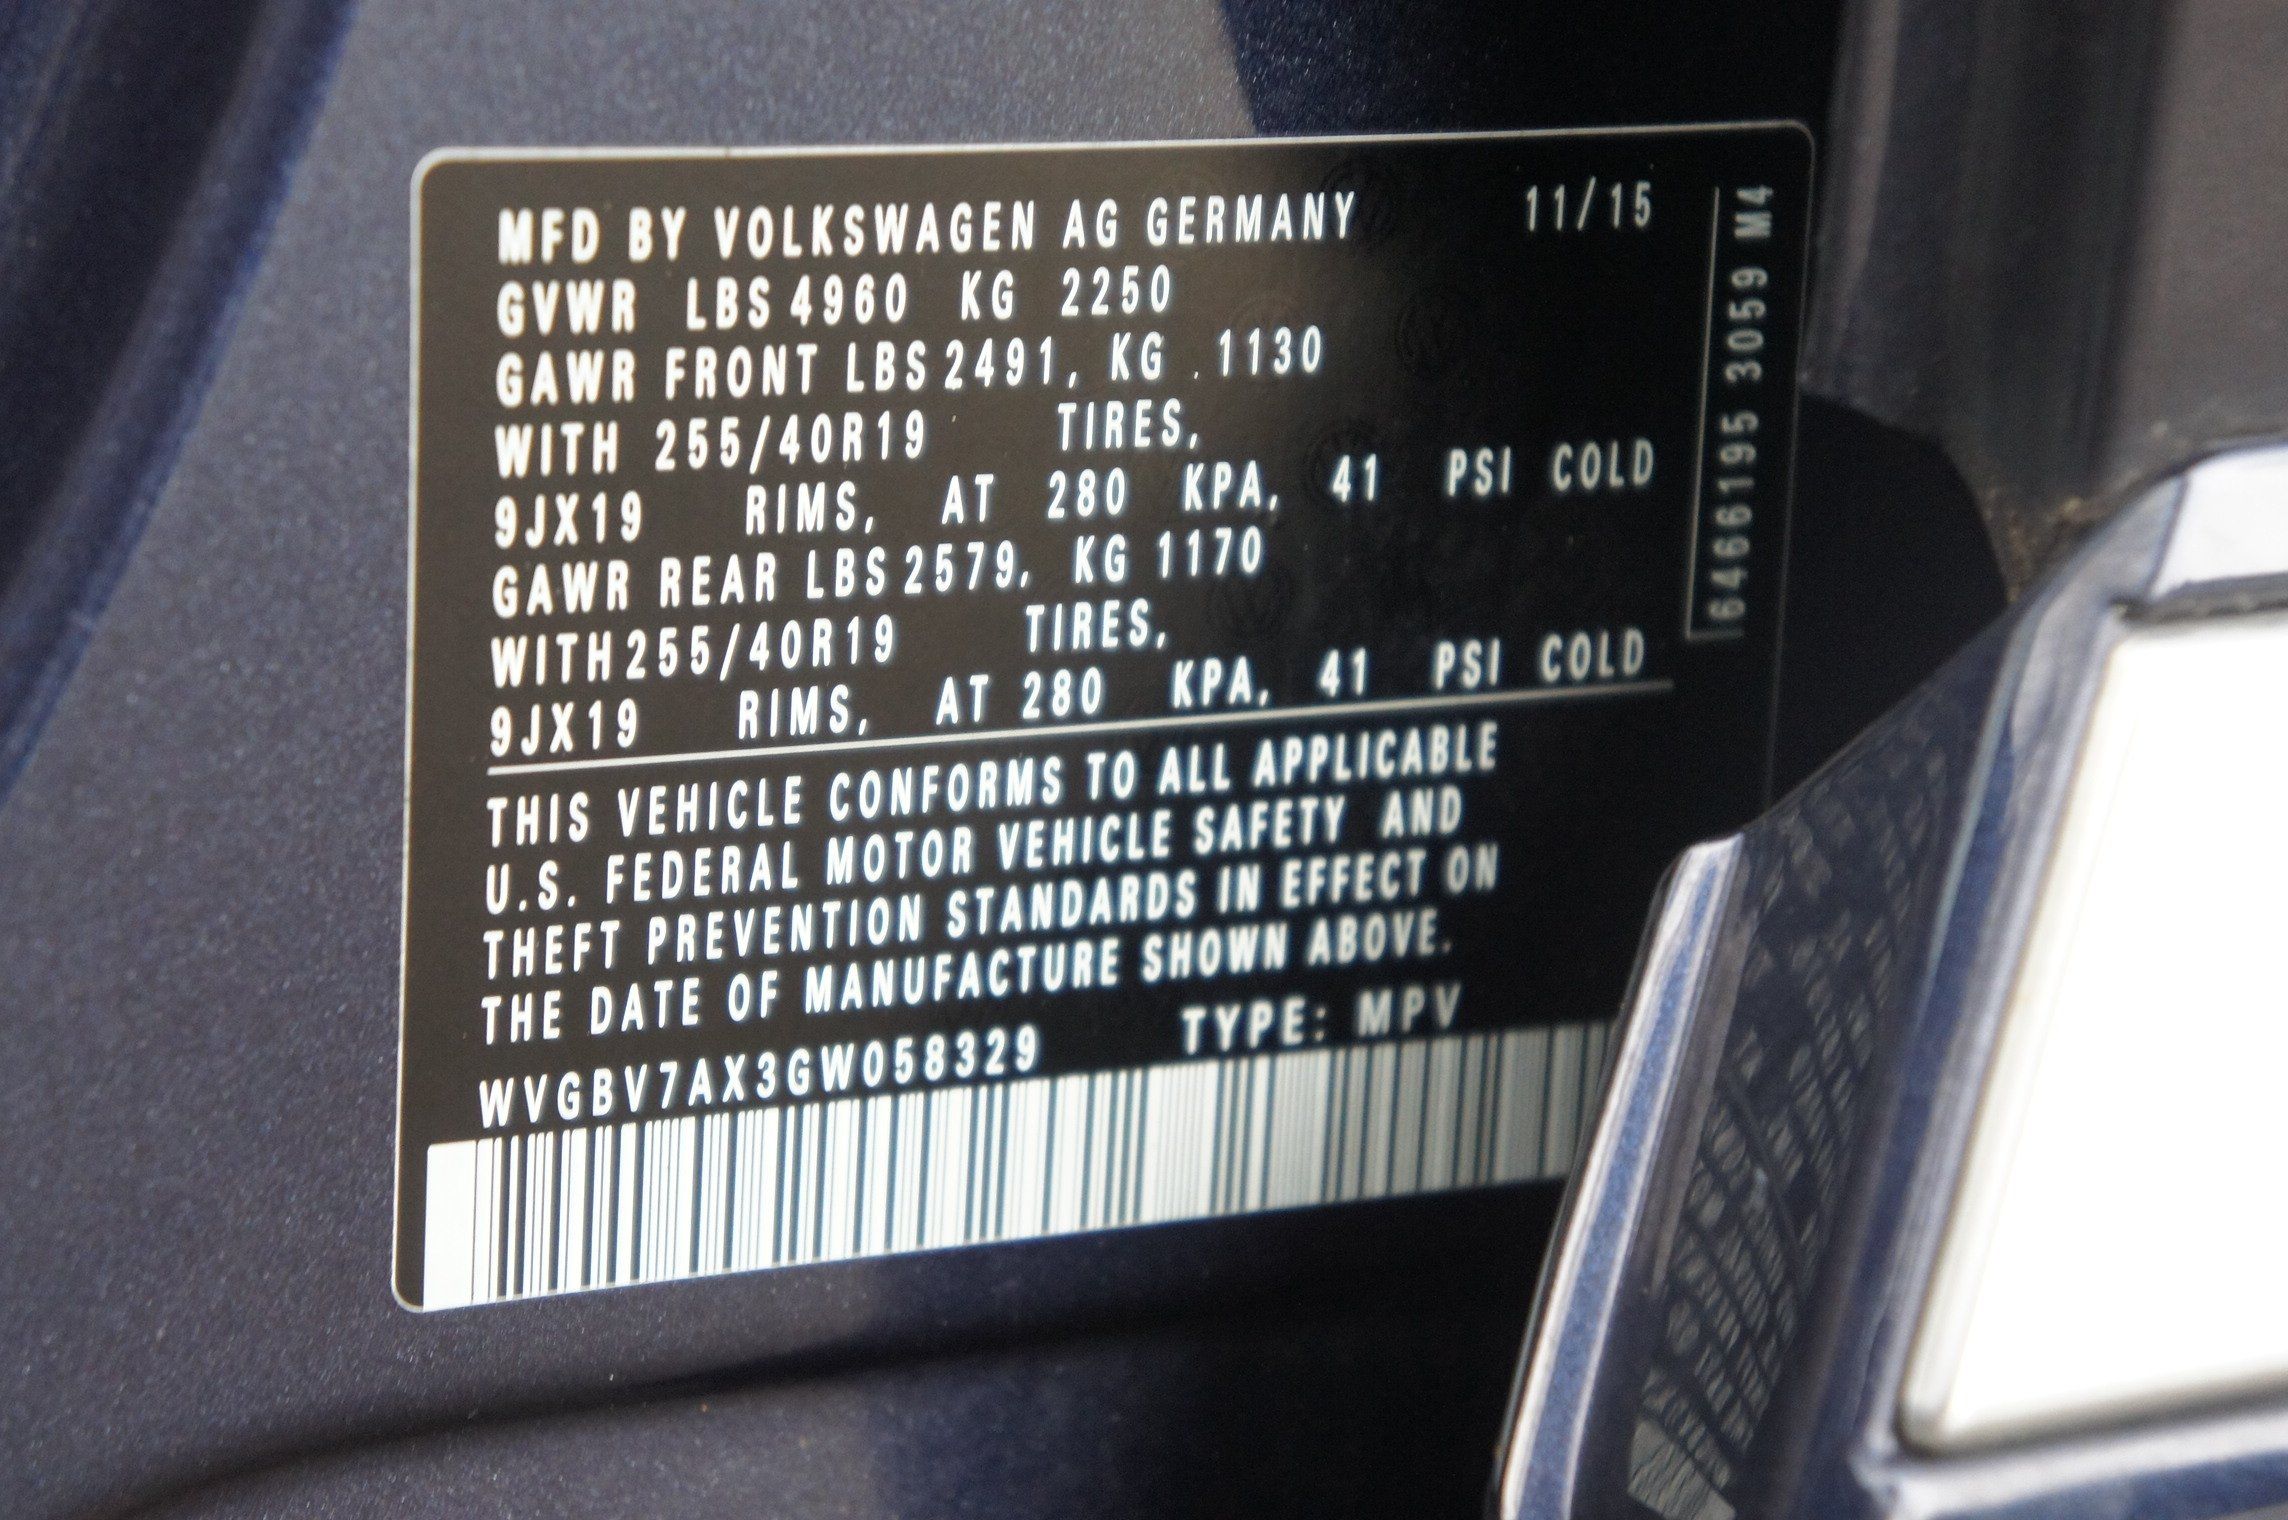 MFD BY VOLKSWAGEN AG GERMANY 11/15
GVWR LBS 4960 KG 2250
GAWR FRONT LBS 2491, KG .1130
WITH 255/40R19 TIRES,
9JX19 RIMS, AT 280 KPA, 41 PSI COLD
GAWR REAR LBS 2579, KG 1170
WITH 255/40R19 TIRES,
9JX19 RIMS, AT 280 KPA, 41 PSI COLD
THIS VEHICLE CONFORMS TO ALL APPLICABLE
U.S. FEDERAL MOTOR VEHICLE SAFETY AND
THEFT PREVENTION STANDARDS IN EFFECT ON
THE DATE OF MANUFACTURE SHOWN ABOVE.
WVGBV7AX3GW058329 TYPE: MPV
6466195 3059 M4